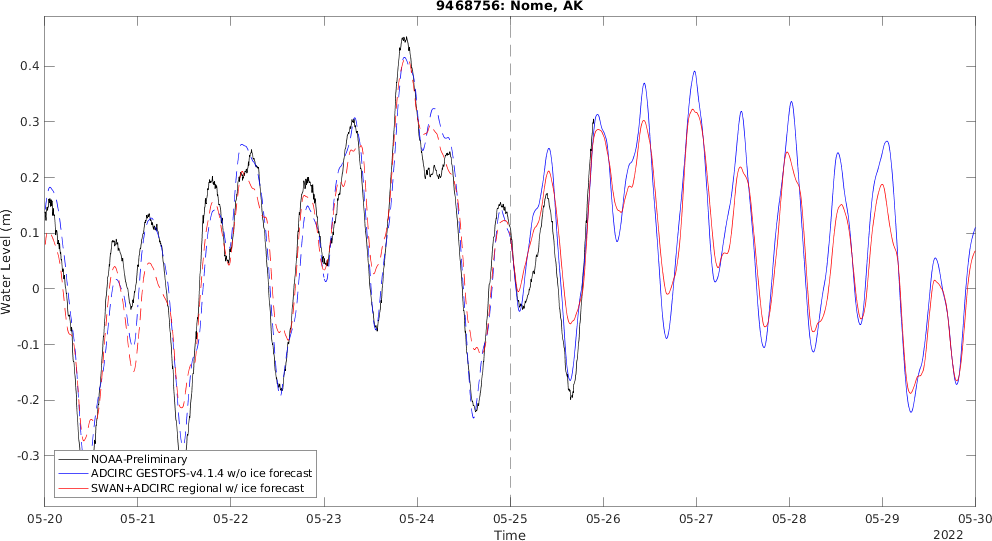 9468756: Nome, AK
Water Level (m)
0.4
0.3
0.2
0.1
0
-0.1
-0.2
-0.3
NOAA-Preliminary
ADCIRC GESTOFS-v4.1.4 w/o ice forecast
SWAN+ADCIRC regional w/ ice forecast
05-20 05-21 05-22 05-23 05-24 05-25 05-26 05-27 05-28 05-29 05-30
Time
2022